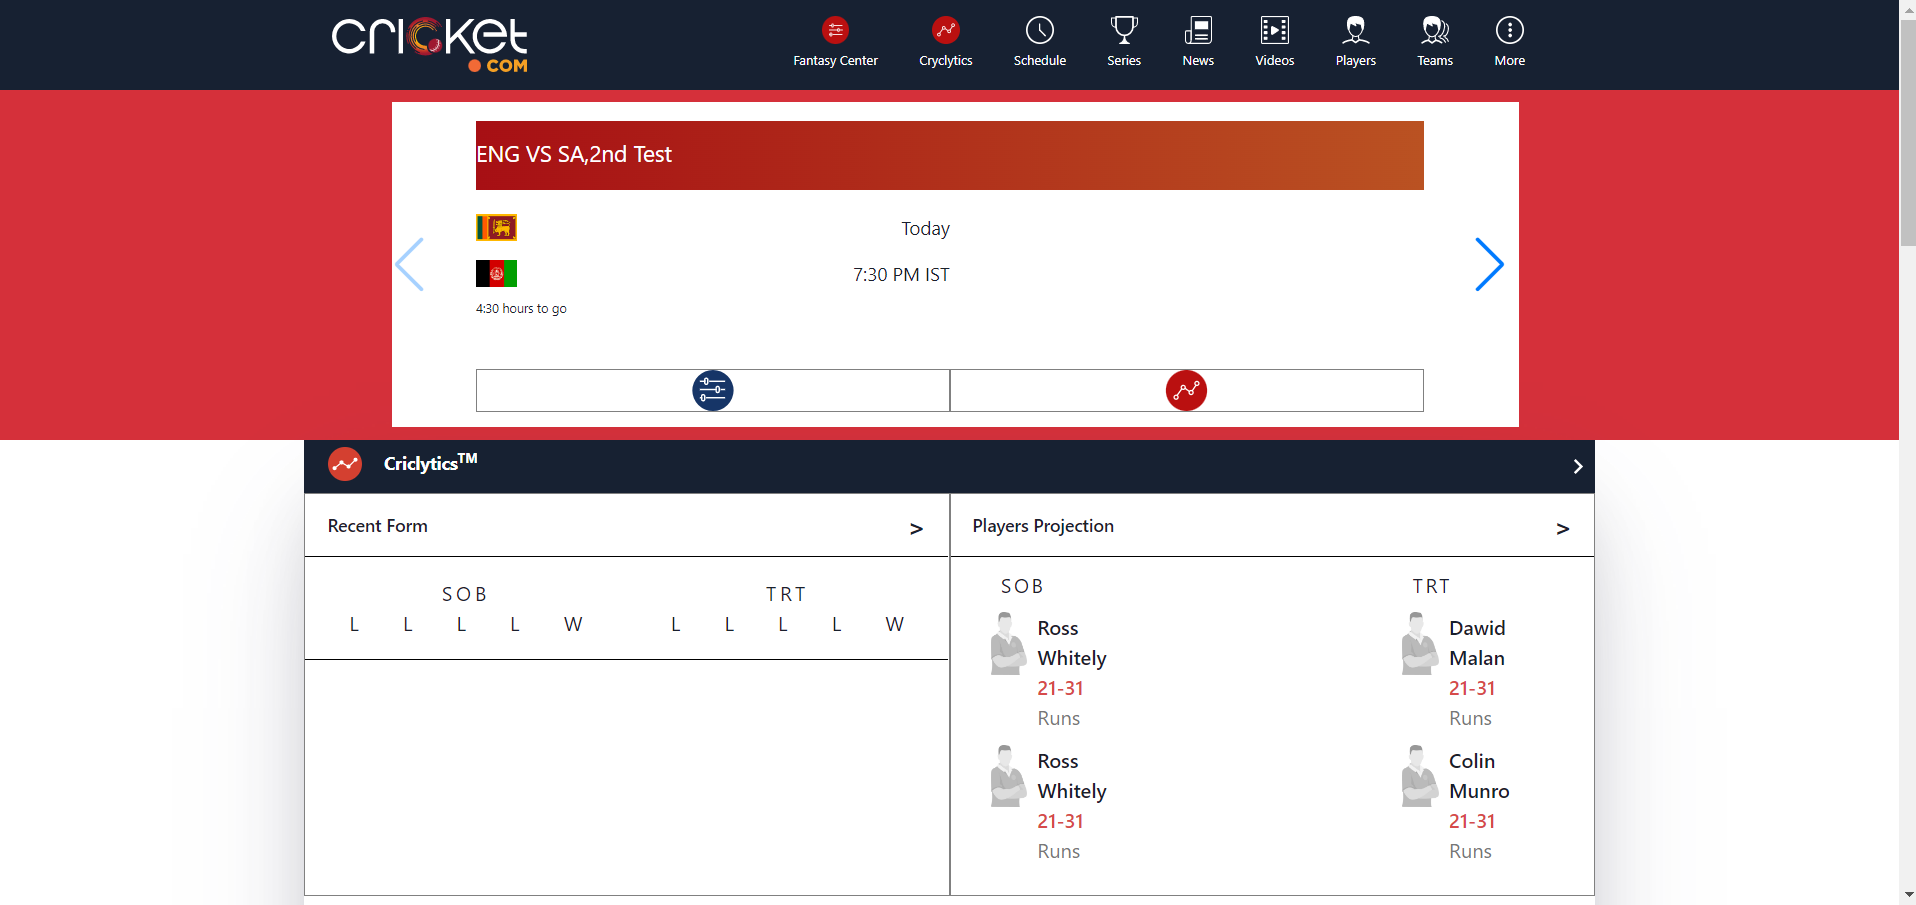 cricket
.COM
Fantasy Center
Cryclytics
Schedule
Series
News
Videos
Players
Teams
More
ENG VS SA,2nd Test
Today
7:30 PM IST
4:30 hours to go
Criclytics™
Recent Form >
Players Projection >
SOB
L L L L W
TRT
L L L L W
SOB
Ross
Whitely
21-31
Runs
Ross
Whitely
21-31
Runs
TRT
Dawid
Malan
21-31
Runs
Colin
Munro
21-31
Runs